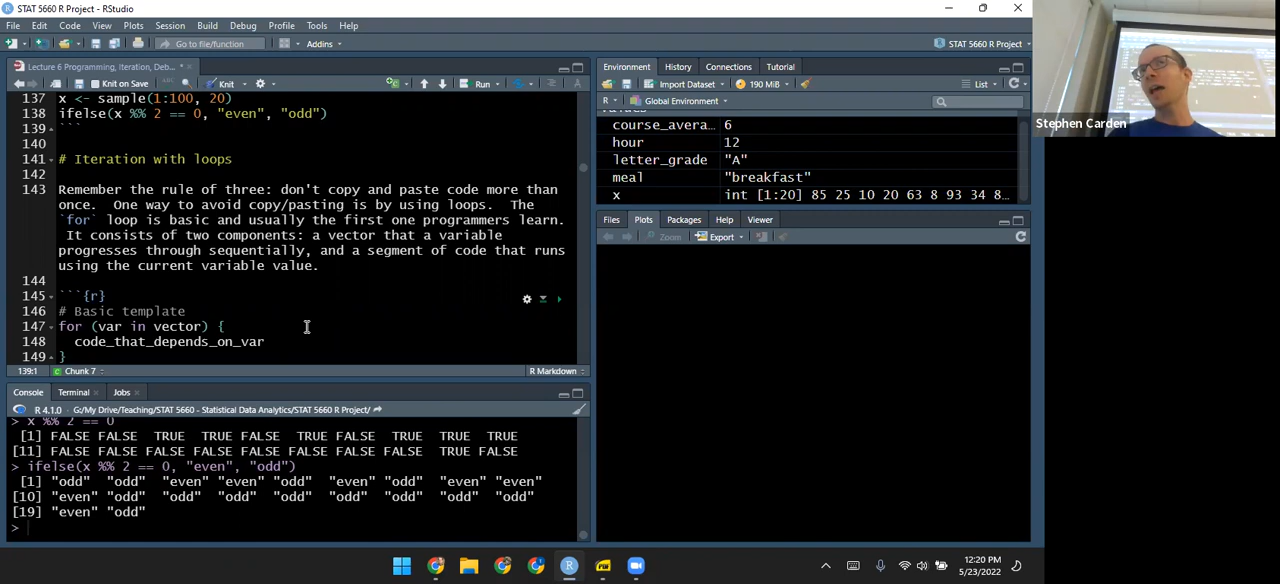 STAT 5660 R Project - RStudio
File Edit Code View Plots Session Build Debug Profile Tools Help
Go to file/function
Addins
STAT 5660 R Project
Lecture 6 Programming, Iteration, Deb... *
Knit on Save
Knit
Run
137 x <- sample(1:100, 20)
138 ifelse(x %% 2 == 0, "even", "odd")
139 ```
140
141 # Iteration with loops
142
143 Remember the rule of three: don't copy and paste code more than
once. One way to avoid copy/pasting is by using loops. The
`for` loop is basic and usually the first one programmers learn.
It consists of two components: a vector that a variable
progresses through sequentially, and a segment of code that runs
using the current variable value.
144
145 ```{r}
146 # Basic template
147 for (var in vector) {
148 code_that_depends_on_var
149 }
139:1 Chunk 7 R Markdown
Console Terminal Jobs
R 4.1.0 · G:/My Drive/Teaching/STAT 5660 - Statistical Data Analytics/STAT 5660 R Project/
> x %% 2 == 0
[1] FALSE FALSE TRUE TRUE FALSE TRUE FALSE TRUE TRUE TRUE
[11] FALSE FALSE FALSE FALSE FALSE FALSE FALSE FALSE TRUE FALSE
> ifelse(x %% 2 == 0, "even", "odd")
[1] "odd" "odd" "even" "even" "odd" "even" "odd" "even" "even"
[10] "even" "odd" "odd" "odd" "odd" "odd" "odd" "odd" "odd"
[19] "even" "odd"
>
Environment History Connections Tutorial
Import Dataset 190 MiB List
R Global Environment
Values
course_avera… 6
hour 12
letter_grade "A"
meal "breakfast"
x int [1:20] 85 25 10 20 63 8 93 34 8…
Files Plots Packages Help Viewer
Zoom Export
Stephen Carden
12:20 PM
5/23/2022